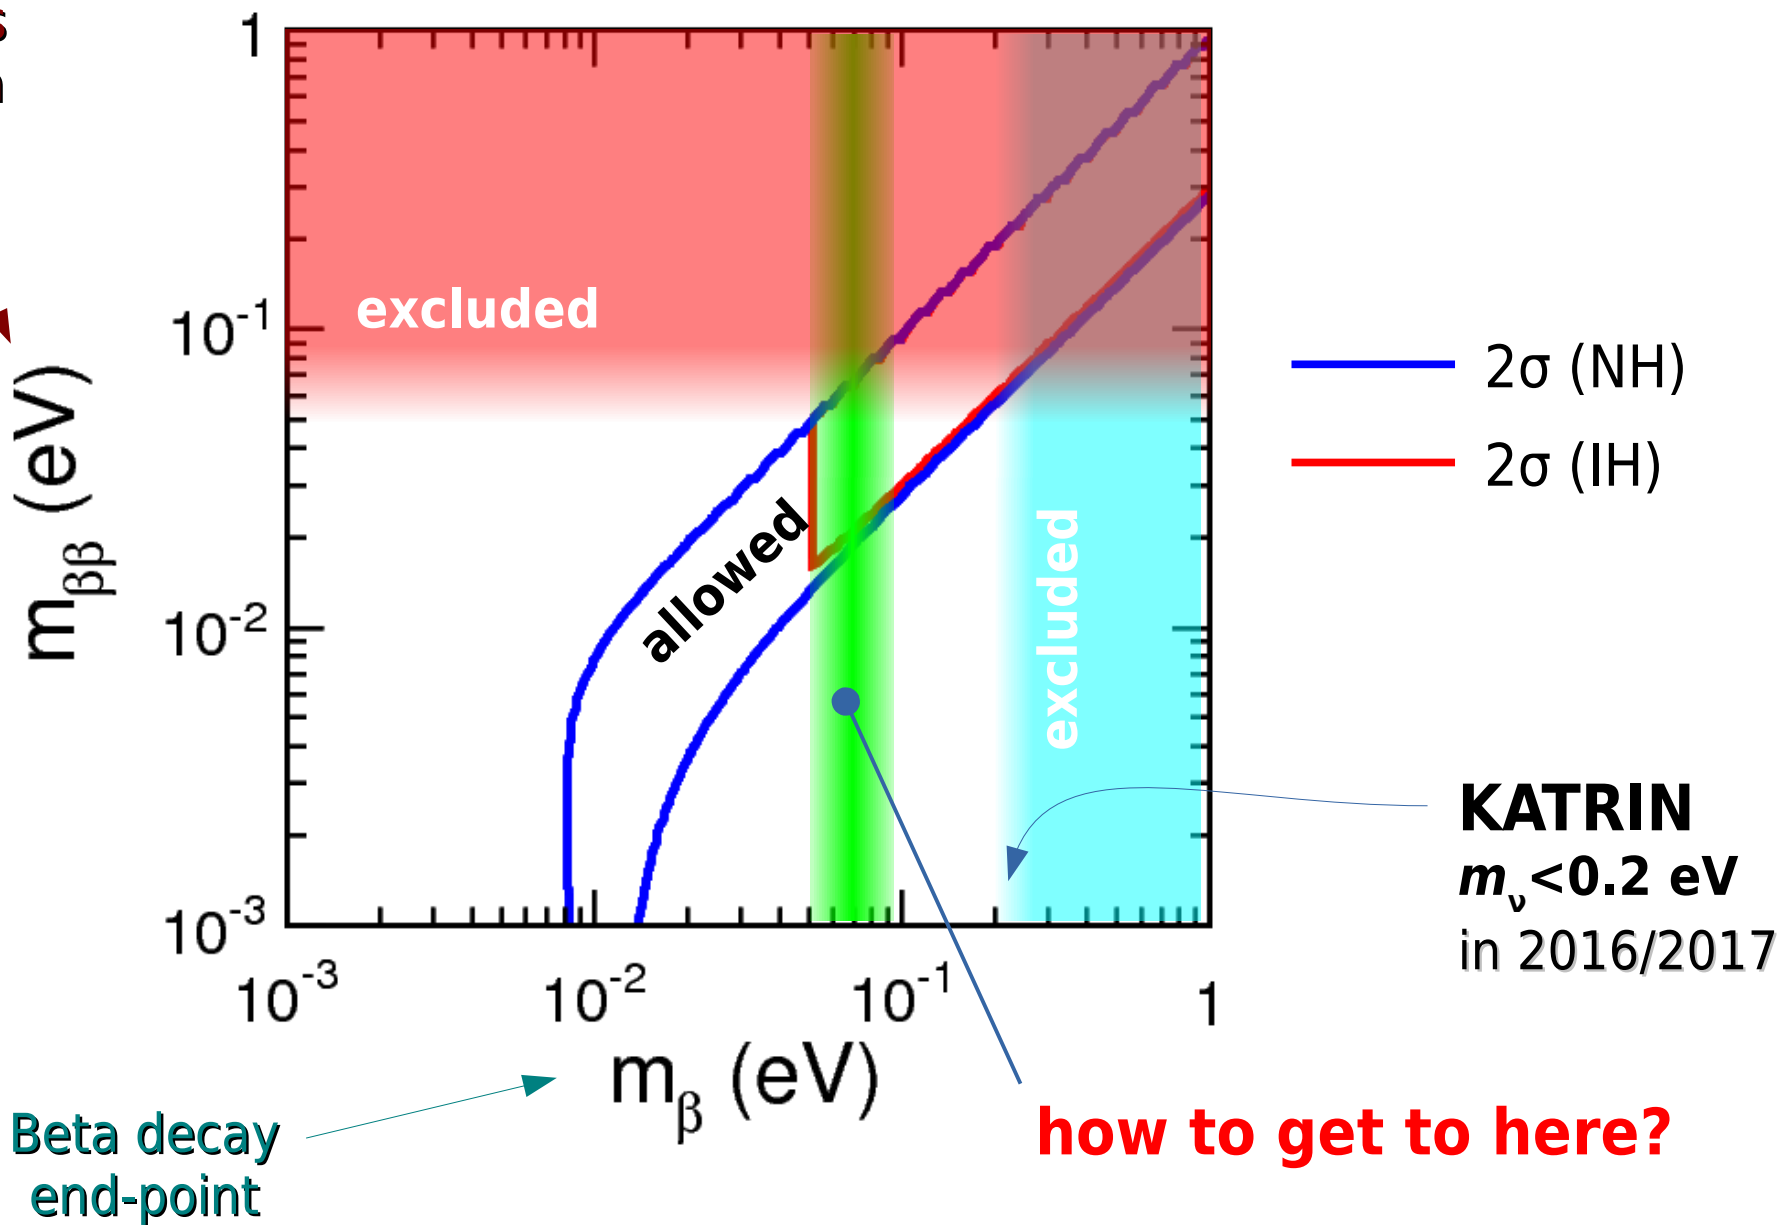 s
1
excluded
10-1
mββ (eV)
2σ (NH)
2σ (IH)
allowed
excluded
10-2
KATRIN
mν<0.2 eV
in 2016/2017
10-3
10-3 10-2 10-1 1
mβ (eV)
Beta decay
end-point
how to get to here?